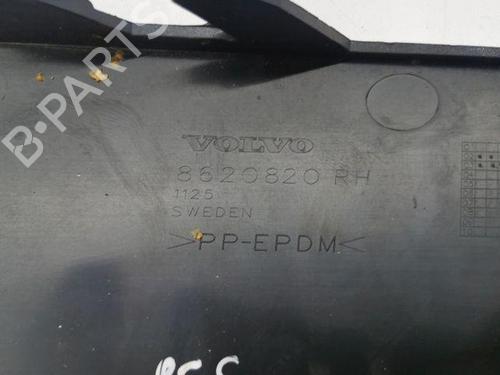 B-PARTS
VOLVO
8620820 RH
1125
SWEDEN
>PP-EPDM<